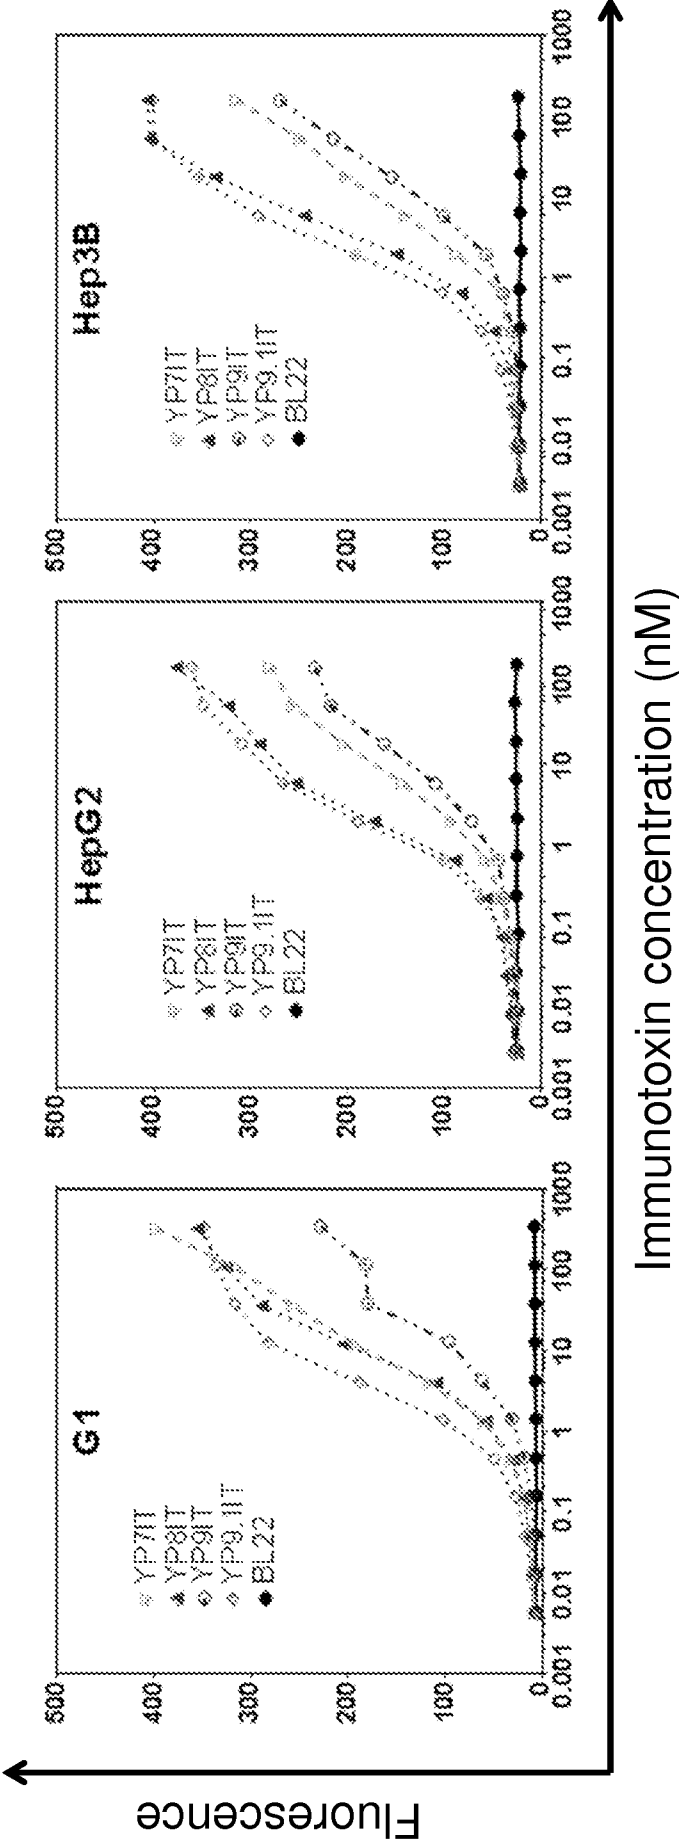 Fluorescence
G1
500
400
300
200
100
0
YP7IT
YP8IT
YP9IT
YP9.1IT
BL22
0.001
0.01
0.1
1
10
100
1000
HepG2
500
400
300
200
100
0
YP7IT
YP8IT
YP9IT
YP9.1IT
BL22
0.001
0.01
0.1
1
10
100
1000
Hep3B
500
400
300
200
100
0
YP7IT
YP8IT
YP9IT
YP9.1IT
BL22
0.001
0.01
0.1
1
10
100
1000
Immunotoxin concentration (nM)